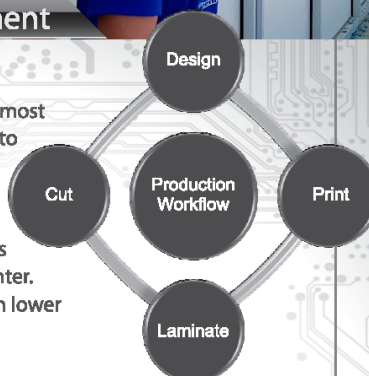 ment
most
to
s
nter.
n lower
Design
Print
Laminate
Cut
Production
Workflow